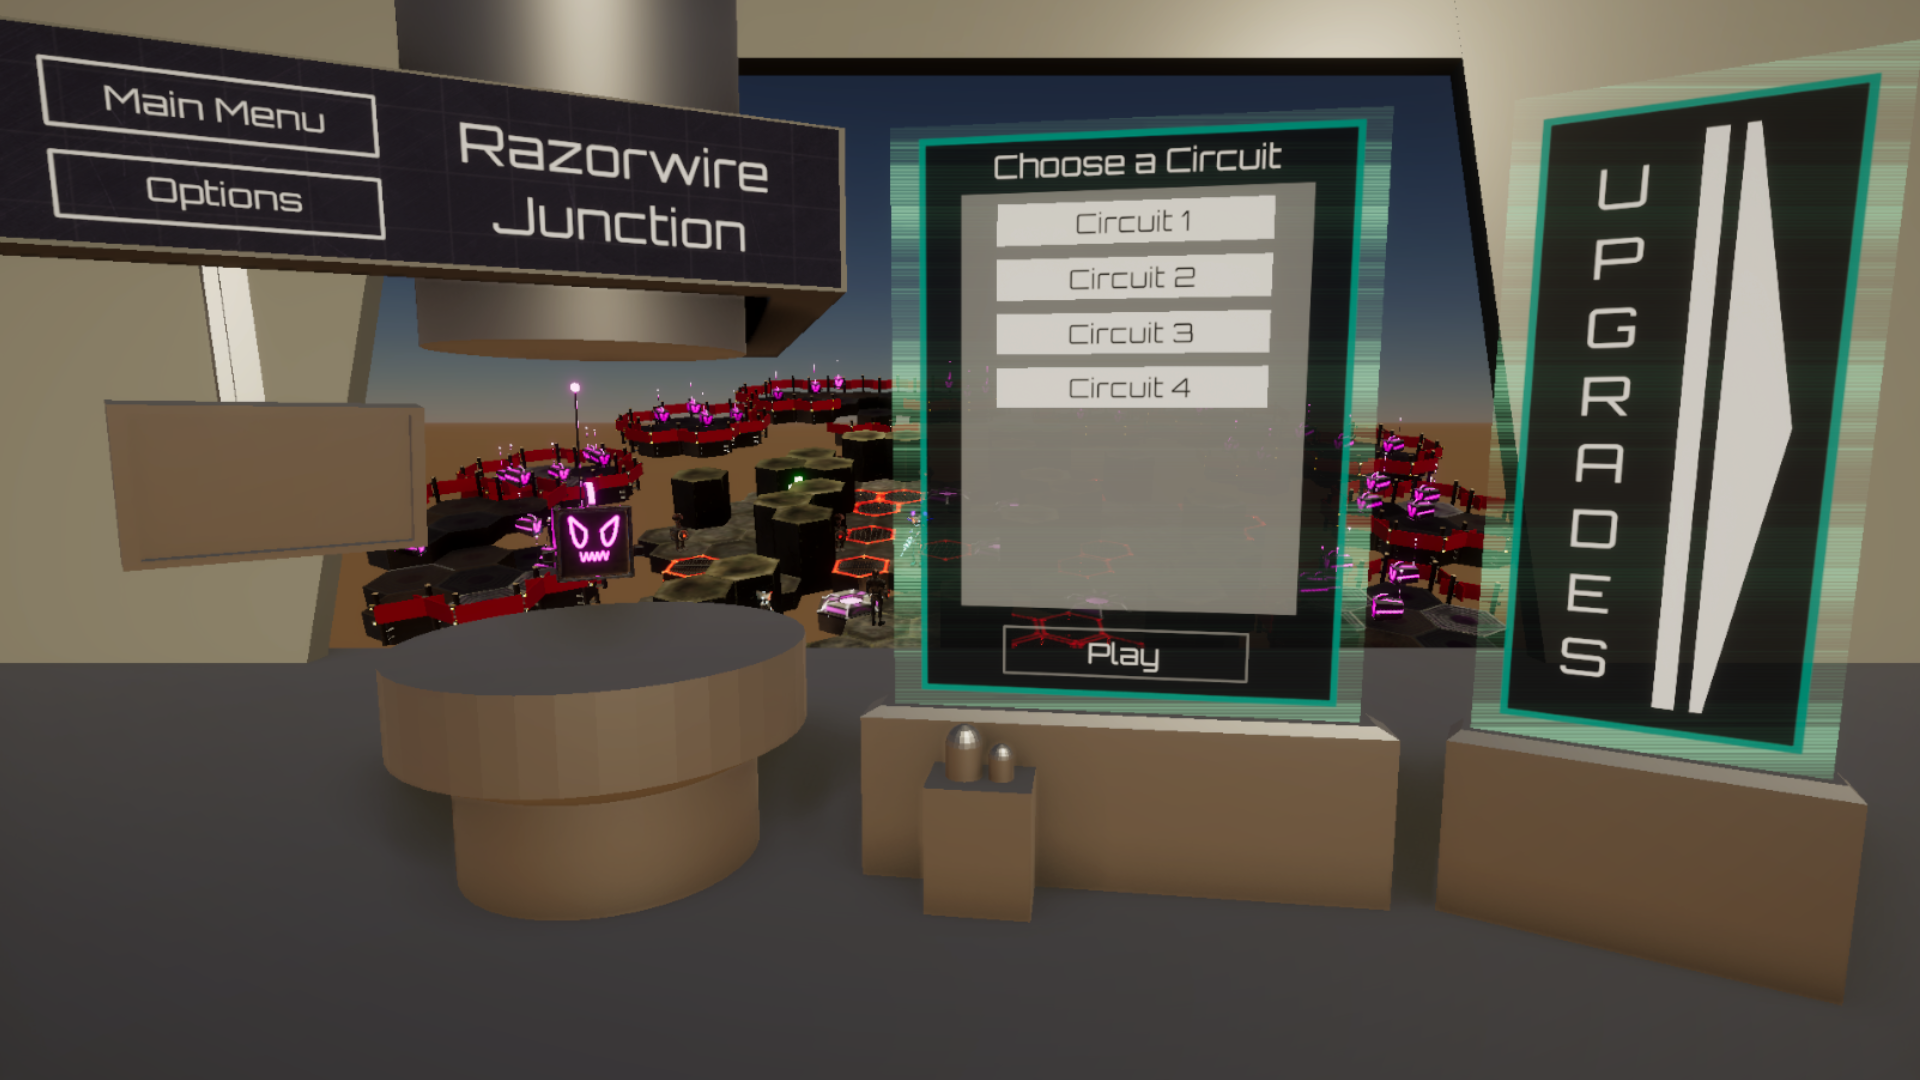 Main Menu
Options
Razorwire
Junction
Choose a Circuit
Circuit 1
Circuit 2
Circuit 3
Circuit 4
Play
UPGRADES